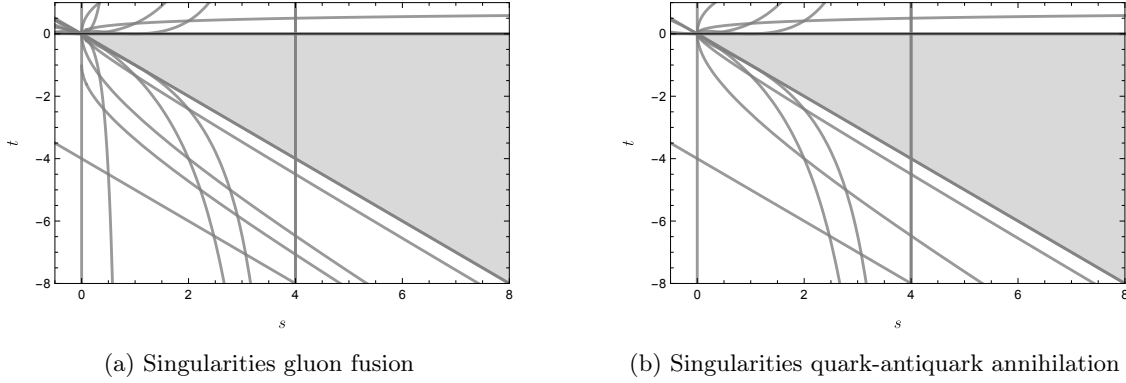 0
−2
−4
−6
−8
t
0 2 4 6 8
s
(a) Singularities gluon fusion
0
−2
−4
−6
−8
t
0 2 4 6 8
s
(b) Singularities quark-antiquark annihilation